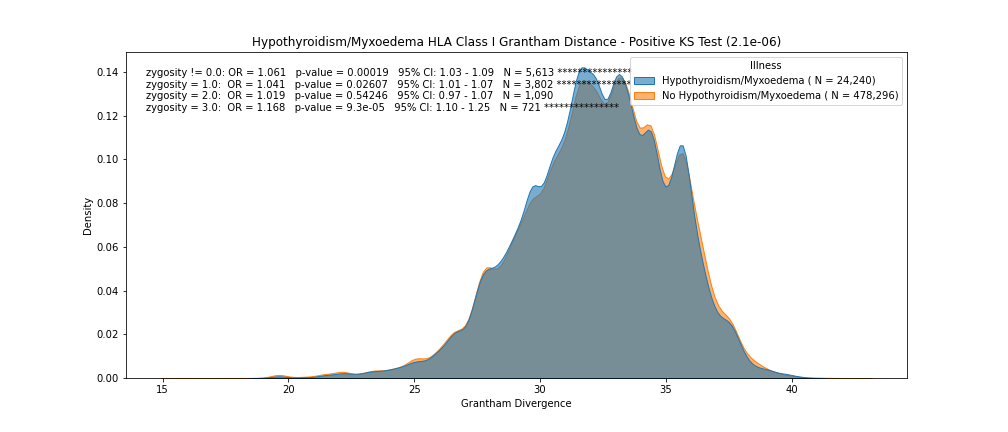 Hypothyroidism/Myxoedema HLA Class I Grantham Distance - Positive KS Test (2.1e-06)
zygosity != 0.0: OR = 1.061 p-value = 0.00019 95% CI: 1.03 - 1.09 N = 5,613 ***************
zygosity = 1.0: OR = 1.041 p-value = 0.02607 95% CI: 1.01 - 1.07 N = 3,802 ***************
zygosity = 2.0: OR = 1.019 p-value = 0.54246 95% CI: 0.97 - 1.07 N = 1,090
zygosity = 3.0: OR = 1.168 p-value = 9.3e-05 95% CI: 1.10 - 1.25 N = 721 ***************
Illness
Hypothyroidism/Myxoedema ( N = 24,240)
No Hypothyroidism/Myxoedema ( N = 478,296)
0.14
0.12
0.10
0.08
0.06
0.04
0.02
0.00
Density
15 20 25 30 35 40
Grantham Divergence